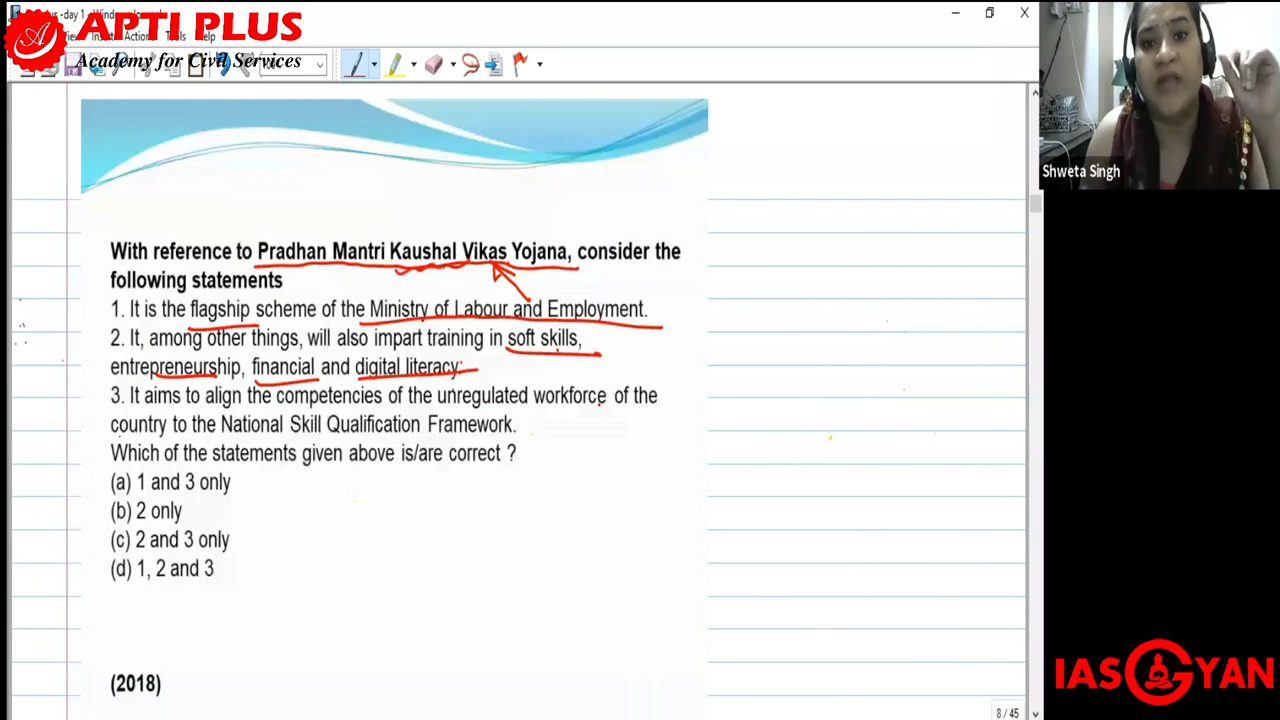 APTI PLUS
Academy for Civil Services
Shweta Singh
With reference to Pradhan Mantri Kaushal Vikas Yojana, consider the
following statements
1. It is the flagship scheme of the Ministry of Labour and Employment.
2. It, among other things, will also impart training in soft skills,
entrepreneurship, financial and digital literacy.
3. It aims to align the competencies of the unregulated workforce of the
country to the National Skill Qualification Framework.
Which of the statements given above is/are correct ?
(a) 1 and 3 only
(b) 2 only
(c) 2 and 3 only
(d) 1, 2 and 3
(2018)
IAS GYAN
8 / 45